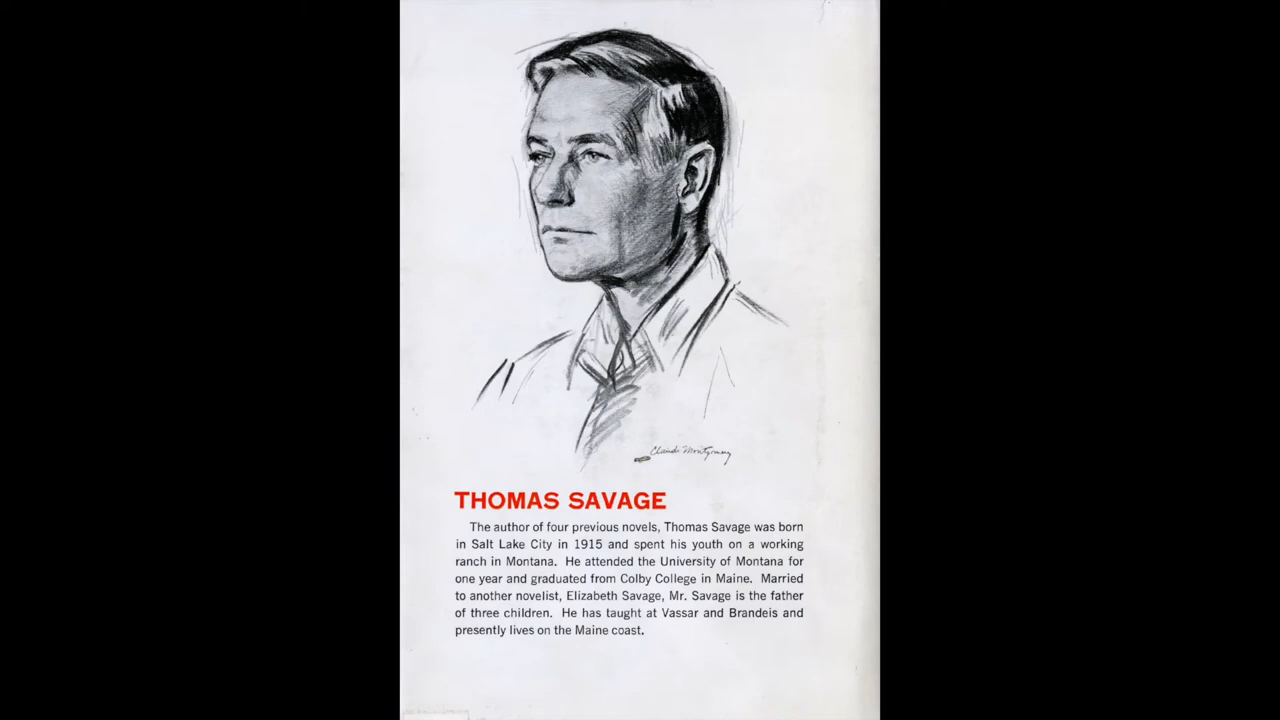 Claude Montgomery
THOMAS SAVAGE
The author of four previous novels, Thomas Savage was born
in Salt Lake City in 1915 and spent his youth on a working
ranch in Montana. He attended the University of Montana for
one year and graduated from Colby College in Maine. Married
to another novelist, Elizabeth Savage, Mr. Savage is the father
of three children. He has taught at Vassar and Brandeis and
presently lives on the Maine coast.